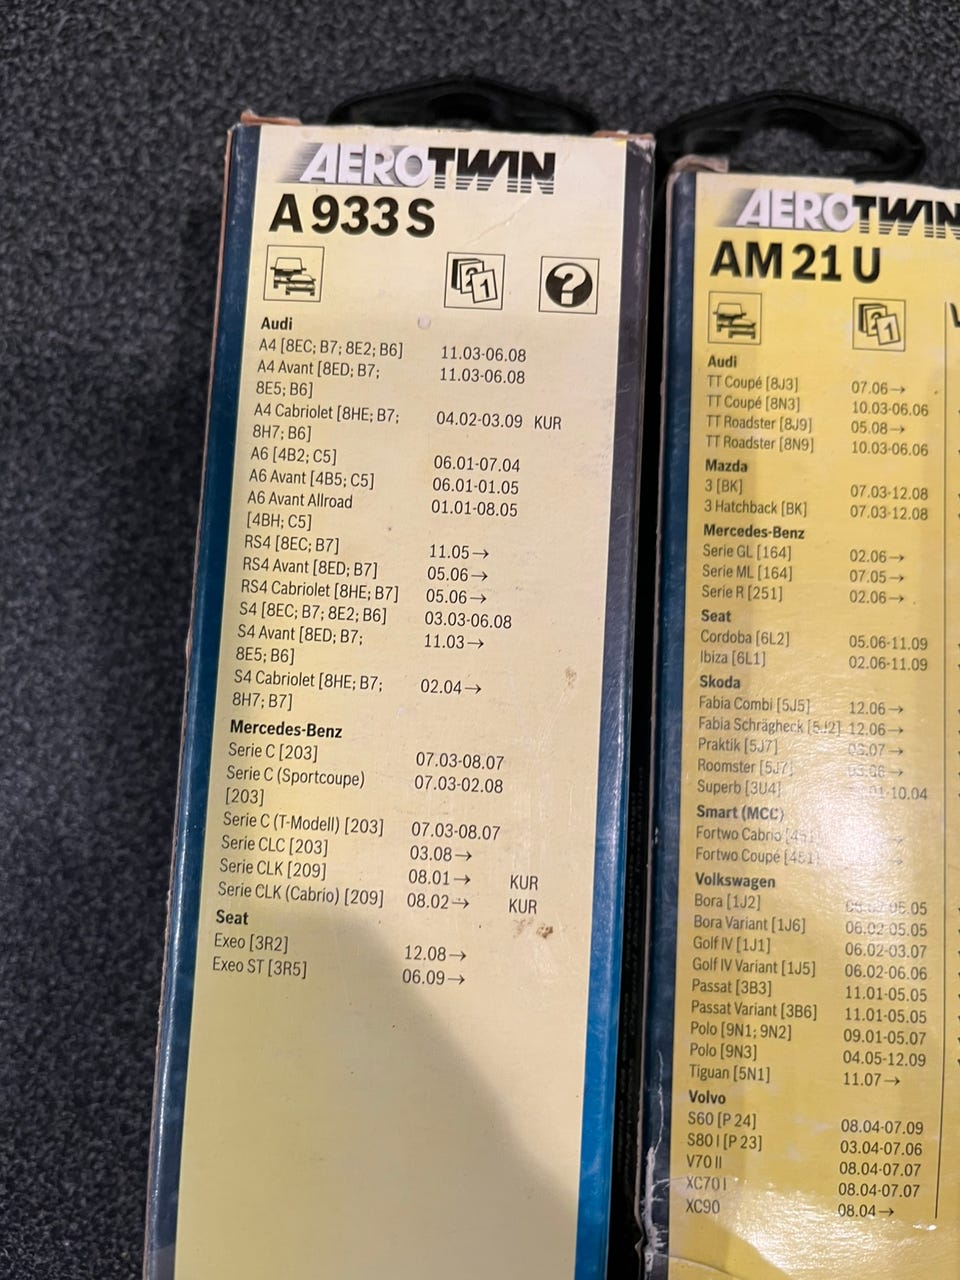 AEROTWIN
A 933 S
2 1
?
Audi
A4 [8EC; B7; 8E2; B6] 11.03-06.08
A4 Avant [8ED; B7; 11.03-06.08
8E5; B6]
A4 Cabriolet [8HE; B7; 04.02-03.09 KUR
8H7; B6]
A6 [4B2; C5] 06.01-07.04
A6 Avant [4B5; C5] 06.01-01.05
A6 Avant Allroad 01.01-08.05
[4BH; C5]
RS4 [8EC; B7] 11.05→
RS4 Avant [8ED; B7] 05.06→
RS4 Cabriolet [8HE; B7] 05.06→
S4 [8EC; B7; 8E2; B6] 03.03-06.08
S4 Avant [8ED; B7; 11.03→
8E5; B6]
S4 Cabriolet [8HE; B7; 02.04→
8H7; B7]
Mercedes-Benz
Serie C [203] 07.03-08.07
Serie C (Sportcoupe) 07.03-02.08
[203]
Serie C (T-Modell) [203] 07.03-08.07
Serie CLC [203] 03.08→
Serie CLK [209] 08.01→ KUR
Serie CLK (Cabrio) [209] 08.02→ KUR
Seat
Exeo [3R2] 12.08→
Exeo ST [3R5] 06.09→
AEROTWIN
AM 21 U
2 1
Audi
TT Coupé [8J3] 07.06→
TT Coupé [8N3] 10.03-06.06
TT Roadster [8J9] 05.08→
TT Roadster [8N9] 10.03-06.06
Mazda
3 [BK] 07.03-12.08
3 Hatchback [BK] 07.03-12.08
Mercedes-Benz
Serie GL [164] 02.06→
Serie ML [164] 07.05→
Serie R [251] 02.06→
Seat
Cordoba [6L2] 05.06-11.09
Ibiza [6L1] 02.06-11.09
Skoda
Fabia Combi [5J5] 12.06→
Fabia Schrägheck [5J2] 12.06→
Praktik [5J7] 03.07→
Roomster [5J7]
Superb [3U4]
Smart (MCC)
Fortwo Cabrio
Fortwo Coupé
Volkswagen
Bora [1J2]
Bora Variant [1J6] 06.02-05.05
Golf IV [1J1] 06.02-03.07
Golf IV Variant [1J5] 06.02-06.06
Passat [3B3] 11.01-05.05
Passat Variant [3B6] 11.01-05.05
Polo [9N1; 9N2] 09.01-05.07
Polo [9N3] 04.05-12.09
Tiguan [5N1] 11.07→
Volvo
S60 [P 24] 08.04-07.09
S80 I [P 23] 03.04-07.06
V70 II 08.04-07.07
XC70 I 08.04-07.07
XC90 08.04→